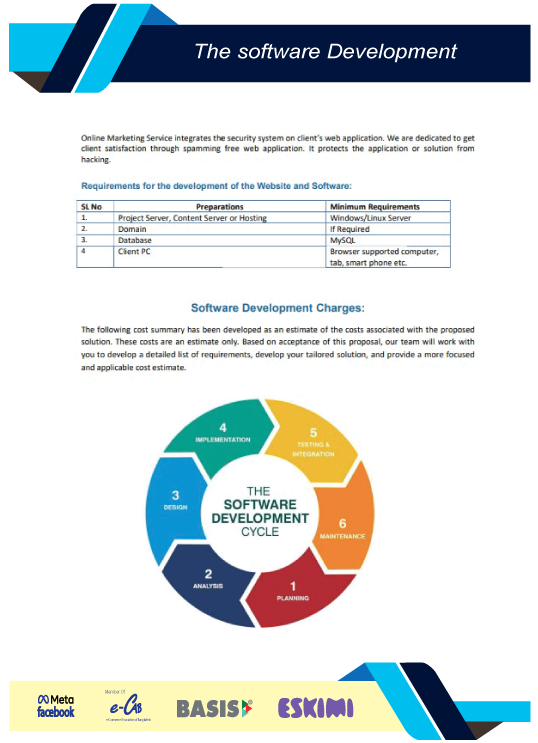 The software Development
Online Marketing Service integrates the security system on client's web application. We are dedicated to get
client satisfaction through spamming free web application. It protects the application or solution from
hacking.
Requirements for the development of the Website and Software:
SL No Preparations Minimum Requirements
1. Project Server, Content Server or Hosting Windows/Linux Server
2. Domain If Required
3. Database MySQL
4 Client PC Browser supported computer,
tab, smart phone etc.
Software Development Charges:
The following cost summary has been developed as an estimate of the costs associated with the proposed
solution. These costs are an estimate only. Based on acceptance of this proposal, our team will work with
you to develop a detailed list of requirements, develop your tailored solution, and provide a more focused
and applicable cost estimate.
THE
SOFTWARE
DEVELOPMENT
CYCLE
1
PLANNING
2
ANALYSIS
3
DESIGN
4
IMPLEMENTATION
5
TESTING &
INTEGRATION
6
MAINTENANCE
Meta
facebook
Member Of
e-CAB
BASIS
ESKIMI